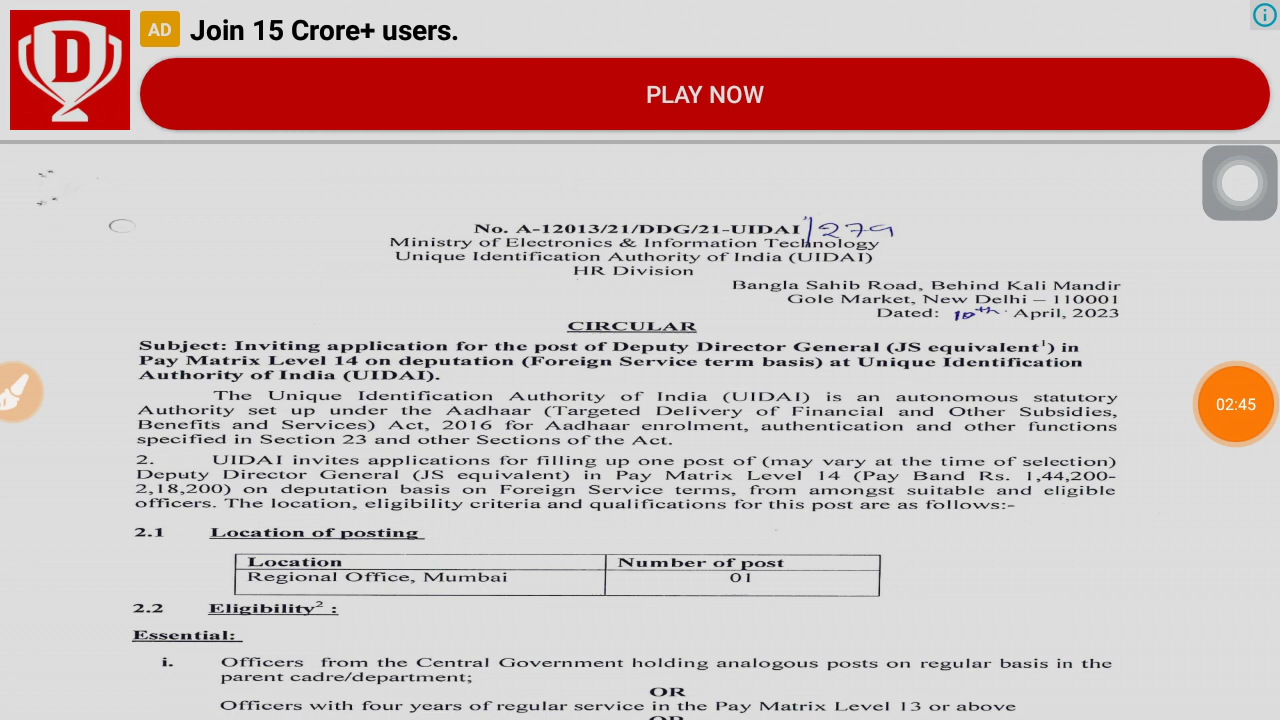 D
AD Join 15 Crore+ users.
PLAY NOW
No. A-12013/21/DDG/21-UIDAI/279
Ministry of Electronics & Information Technology
Unique Identification Authority of India (UIDAI)
HR Division
Bangla Sahib Road, Behind Kali Mandir
Gole Market, New Delhi – 110001
Dated: 10th April, 2023
CIRCULAR
Subject: Inviting application for the post of Deputy Director General (JS equivalent¹) in
Pay Matrix Level 14 on deputation (Foreign Service term basis) at Unique Identification
Authority of India (UIDAI).
02:45
The Unique Identification Authority of India (UIDAI) is an autonomous statutory
Authority set up under the Aadhaar (Targeted Delivery of Financial and Other Subsidies,
Benefits and Services) Act, 2016 for Aadhaar enrolment, authentication and other functions
specified in Section 23 and other Sections of the Act.
2. UIDAI invites applications for filling up one post of (may vary at the time of selection)
Deputy Director General (JS equivalent) in Pay Matrix Level 14 (Pay Band Rs. 1,44,200-
2,18,200) on deputation basis on Foreign Service terms, from amongst suitable and eligible
officers. The location, eligibility criteria and qualifications for this post are as follows:-
2.1 Location of posting
Location Number of post
Regional Office, Mumbai 01
2.2 Eligibility² :
Essential:
i. Officers from the Central Government holding analogous posts on regular basis in the
parent cadre/department;
OR
Officers with four years of regular service in the Pay Matrix Level 13 or above
OR